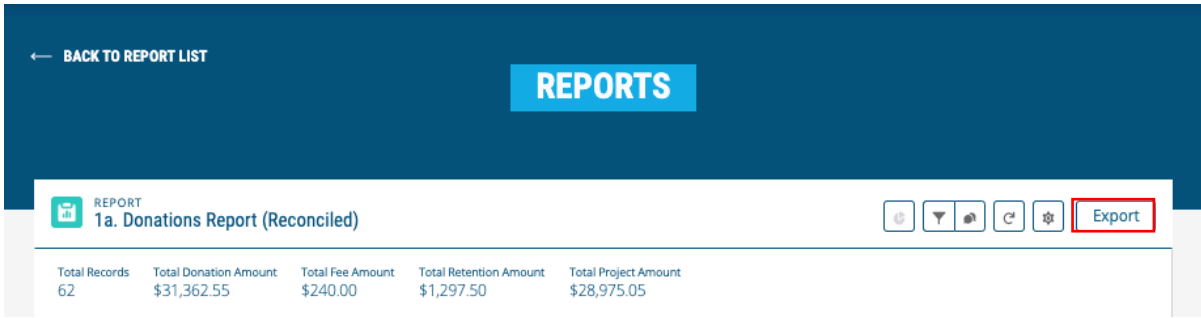 ← BACK TO REPORT LIST
REPORTS
REPORT
1a. Donations Report (Reconciled)
Export
Total Records Total Donation Amount Total Fee Amount Total Retention Amount Total Project Amount
62 $31,362.55 $240.00 $1,297.50 $28,975.05